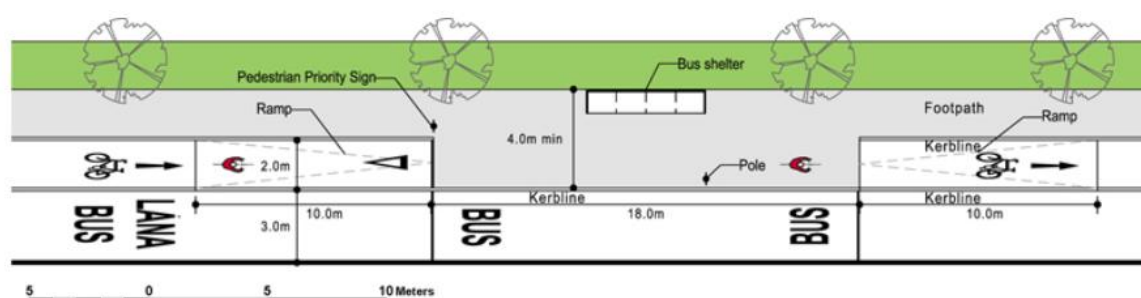 Pedestrian Priority Sign
Bus shelter
Ramp
Footpath
Ramp
4.0m min
Kerbline
2.0m
Pole
Kerbline
Kerbline
10.0m
18.0m
10.0m
3.0m
LÁNA
BUS
BUS
BUS
5 0 5 10 Meters